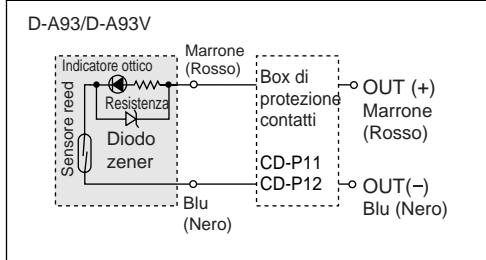 D-A93/D-A93V
Indicatore ottico
Resistenza
Diodo
zener
Sensore reed
Marrone
(Rosso)
Blu
(Nero)
Box di
protezione
contatti
CD-P11
CD-P12
OUT (+)
Marrone
(Rosso)
OUT(−)
Blu (Nero)